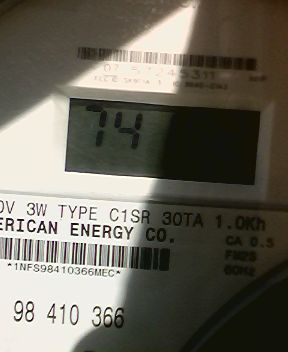 74
0V 3W TYPE C1SR 30TA 1.0Kh
ERICAN ENERGY CO.
CA 0.5
FM2S
60Hz
*1NFS98410366MEC*
98 410 366